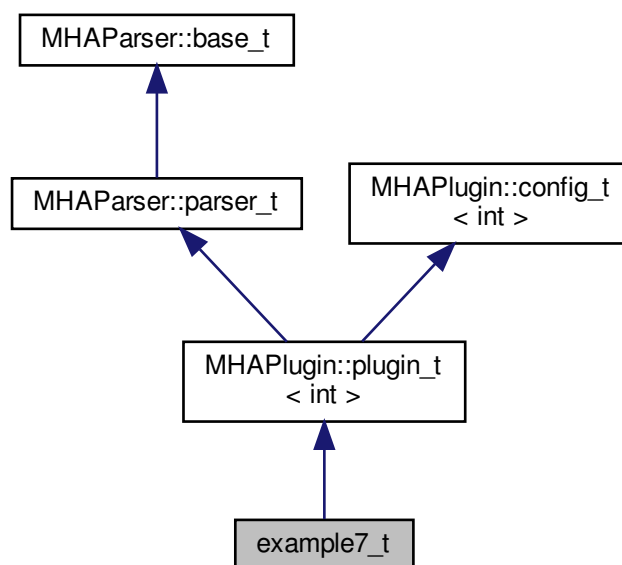 MHAParser::base_t
MHAParser::parser_t
MHAPlugin::config_t
< int >
MHAPlugin::plugin_t
< int >
example7_t